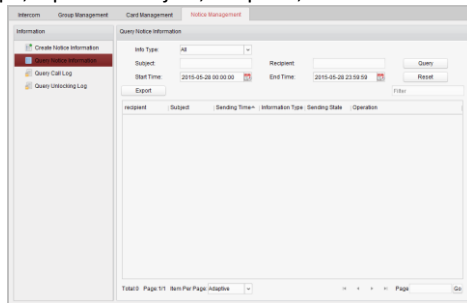 Intercom Group Management Card Management Notice Management
Information
Create Notice Information
Query Notice Information
Query Call Log
Query Unlocking Log
Query Notice Information
Info Type: All
Subject: Recipient: Query
Start Time: 2015-05-28 00:00:00 End Time: 2015-05-28 23:59:59 Reset
Export Filter
recipient Subject Sending Time Information Type Sending State Operation
Total:0 Page:1/1 Item Per Page: Adaptive Page Go